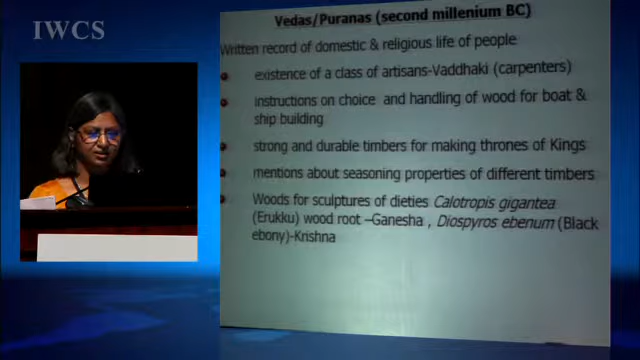 IWCS
Vedas/Puranas (second millenium BC)
Written record of domestic & religious life of people
existence of a class of artisans-Vaddhaki (carpenters)
instructions on choice and handling of wood for boat &
ship building
strong and durable timbers for making thrones of Kings
mentions about seasoning properties of different timbers
Woods for sculptures of dieties Calotropis gigantea
(Erukku) wood root –Ganesha , Diospyros ebenum (Black
ebony)-Krishna